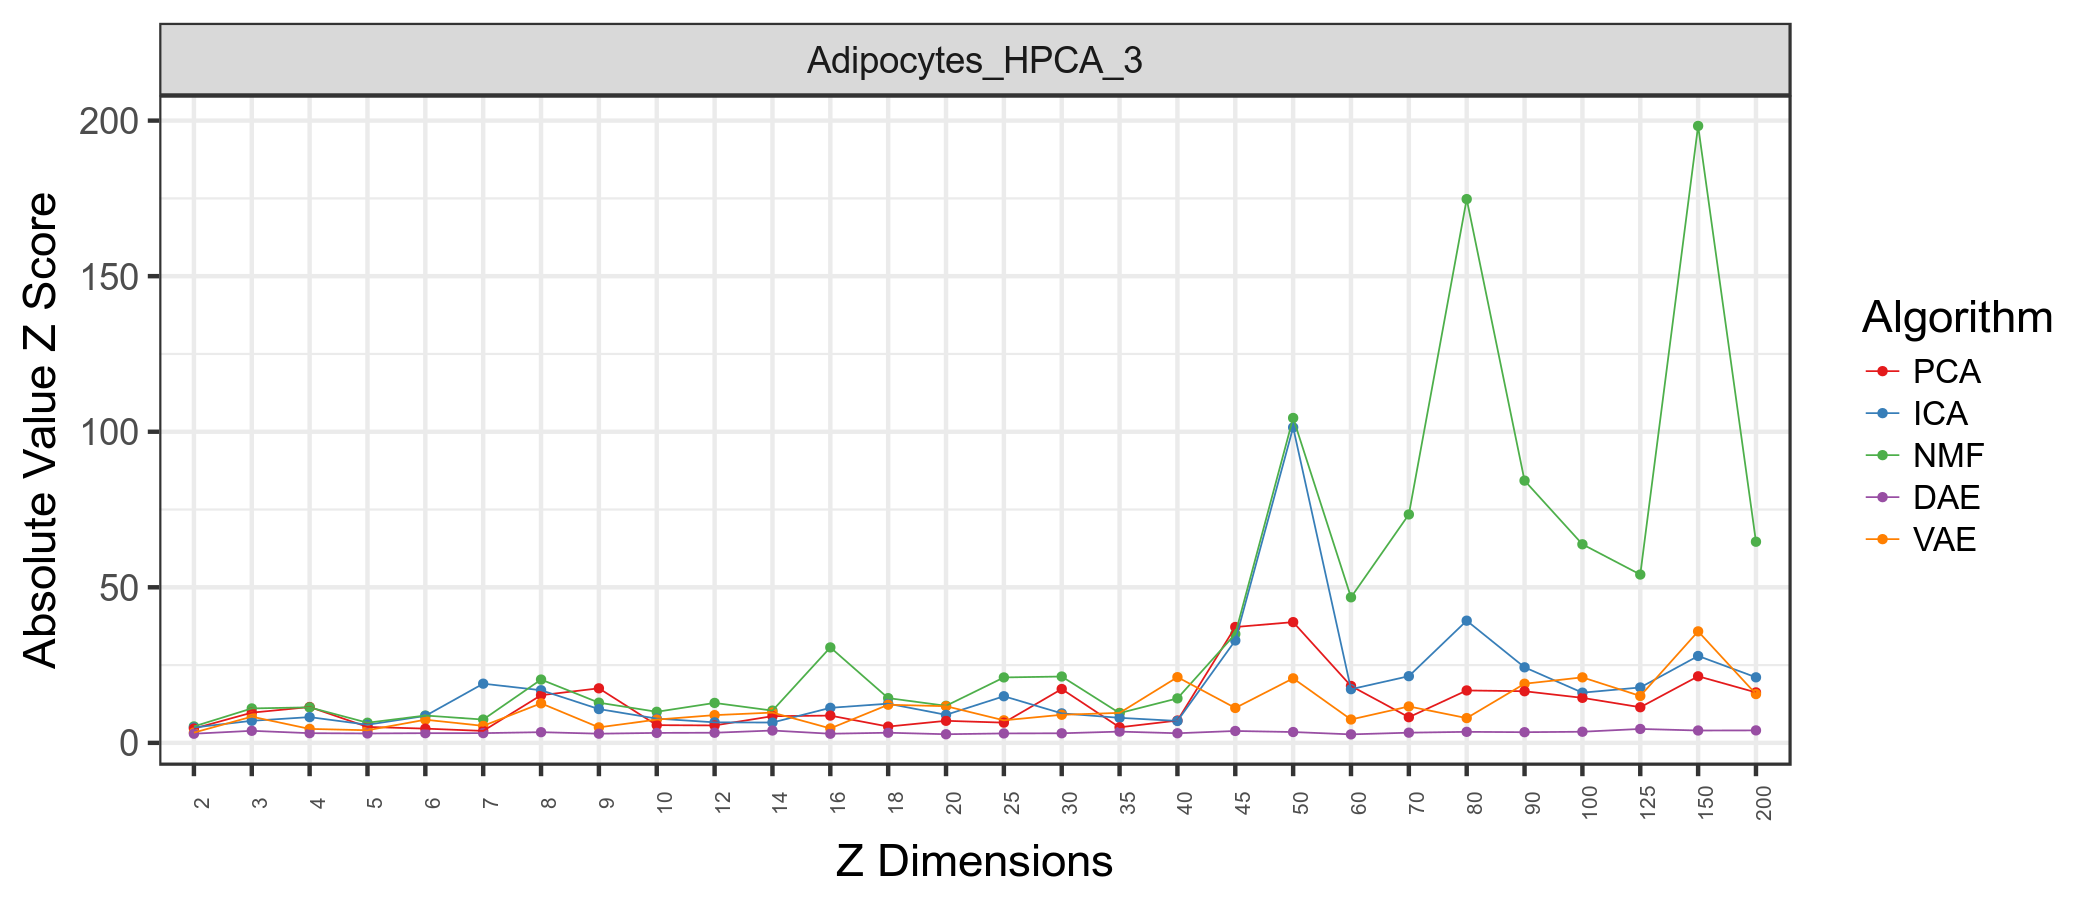 Adipocytes_HPCA_3
200
150
100
50
0
Absolute Value Z Score
2 3 4 5 6 7 8 9 10 12 14 16 18 20 25 30 35 40 45 50 60 70 80 90 100 125 150 200
Z Dimensions
Algorithm
PCA
ICA
NMF
DAE
VAE